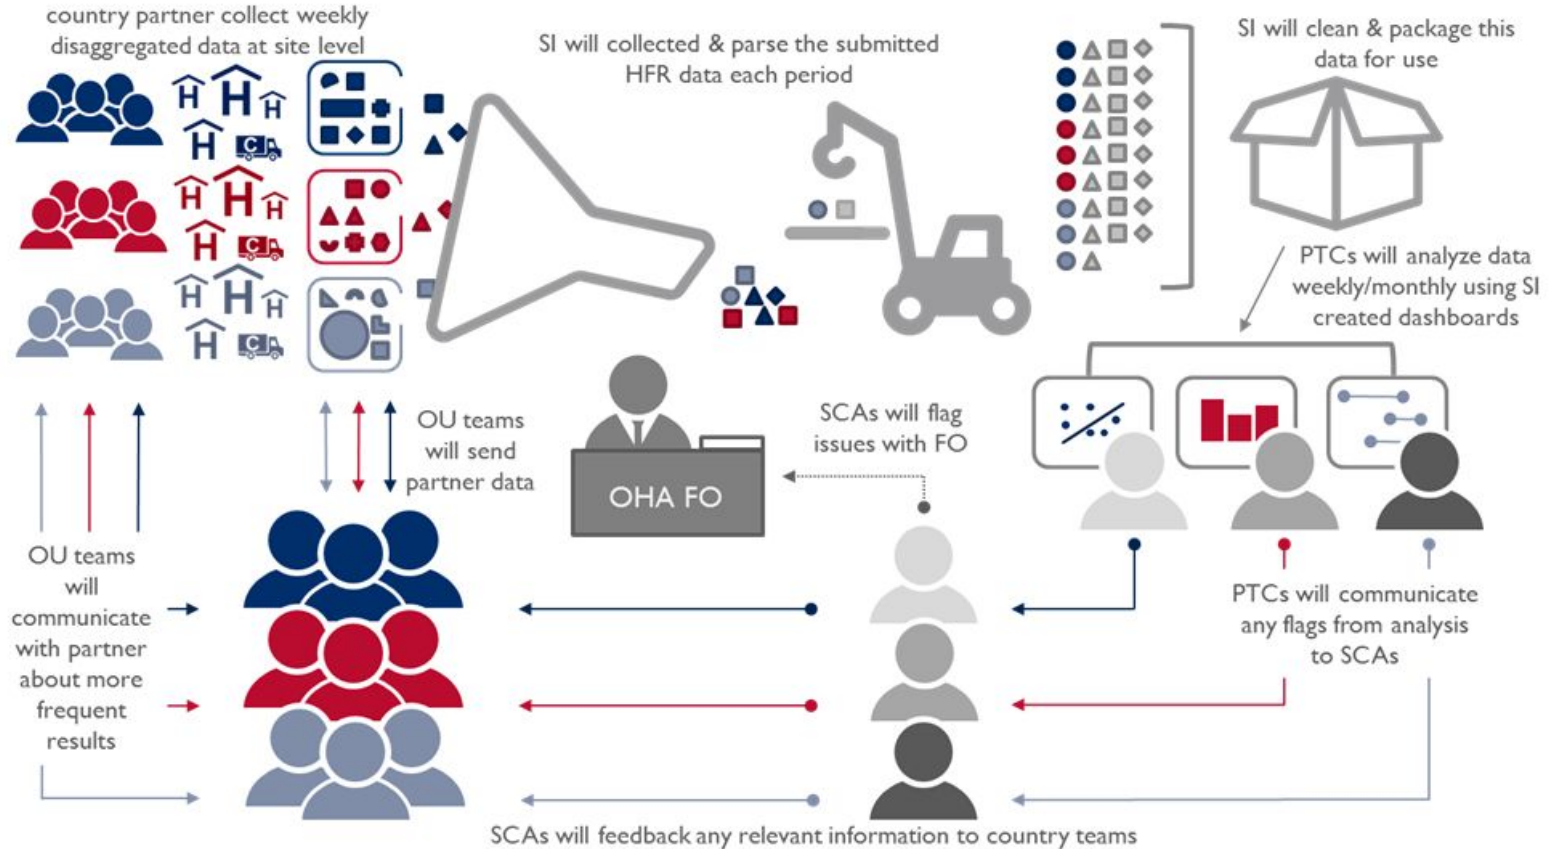 country partner collect weekly
disaggregated data at site level
SI will collected & parse the submitted
HFR data each period
SI will clean & package this
data for use
H
H
H
H
C
H
H
H
H
C
H
H
H
H
C
PTCs will analyze data
weekly/monthly using SI
created dashboards
OU teams
will send
partner data
OHA FO
SCAs will flag
issues with FO
OU teams
will
communicate
with partner
about more
frequent
results
PTCs will communicate
any flags from analysis
to SCAs
SCAs will feedback any relevant information to country teams